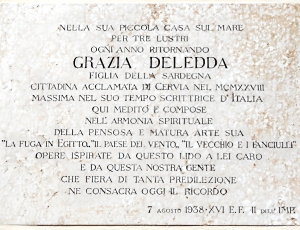 NELLA SUA PICCOLA CASA SUL MARE
PER TRE LUSTRI
OGNI ANNO RITORNANDO
GRAZIA DELEDDA
FIGLIA DELLA SARDEGNA
CITTADINA ACCLAMATA DI CERVIA NEL MCMXXVIII
MASSIMA NEL SUO TEMPO SCRITTRICE D'ITALIA
QUI MEDITÒ E COMPOSE
NELL'ARMONIA SPIRITUALE
DELLA PENSOSA E MATURA ARTE SUA
"LA FUGA IN EGITTO", "IL PAESE DEL VENTO", "IL VECCHIO E I FANCIULLI"
OPERE ISPIRATE DA QUESTO LIDO A LEI CARO
E DA QUESTA NOSTRA GENTE
CHE FIERA DI TANTA PREDILEZIONE
NE CONSACRA OGGI IL RICORDO
7 AGOSTO 1938·XVI E.F. II DELL'IMP.